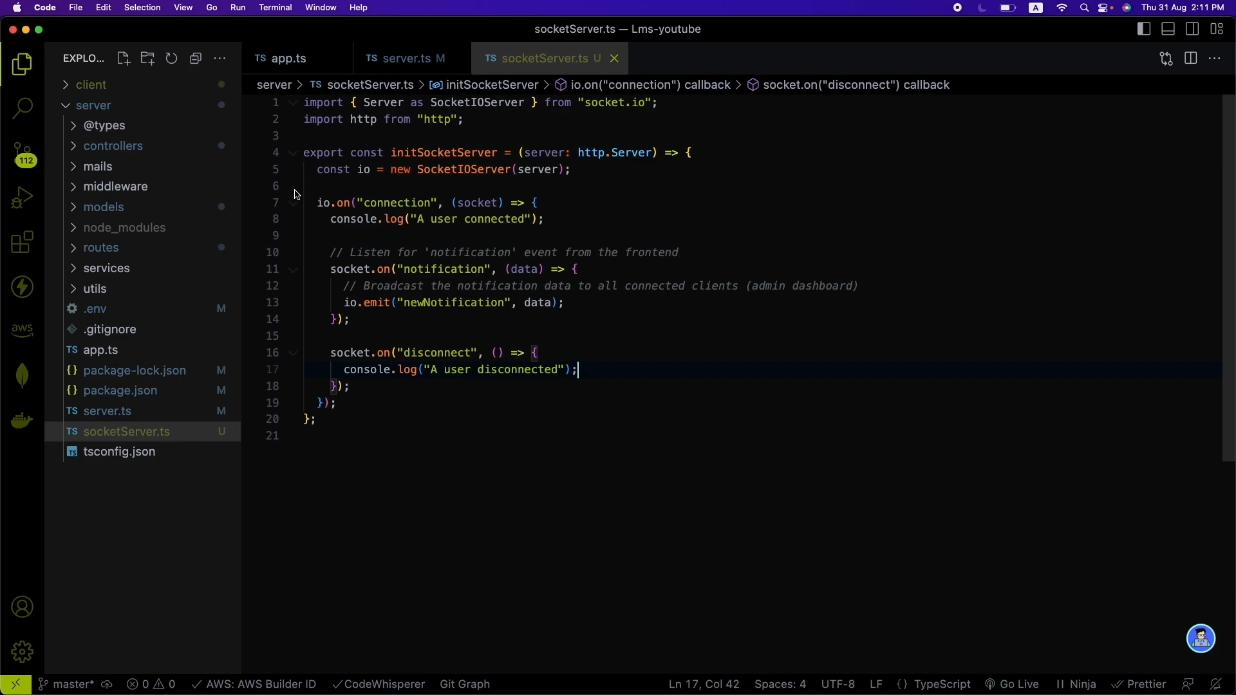 Code File Edit Selection View Go Run Terminal Window Help A Thu 31 Aug 2:11 PM
socketServer.ts — Lms-youtube
EXPLO... ···
TS app.ts
TS server.ts M
TS socketServer.ts U ×
···
server > TS socketServer.ts > initSocketServer > io.on("connection") callback > socket.on("disconnect") callback
> client
server
> @types
> controllers
> mails
> middleware
> models
> node_modules
> routes
> services
> utils
.env M
.gitignore
TS app.ts
{} package-lock.json M
{} package.json M
TS server.ts M
TS socketServer.ts U
tsconfig.json
112
aws
1 import { Server as SocketIOServer } from "socket.io";
2 import http from "http";
3
4 export const initSocketServer = (server: http.Server) => {
5 const io = new SocketIOServer(server);
6
7 io.on("connection", (socket) => {
8 console.log("A user connected");
9
10 // Listen for 'notification' event from the frontend
11 socket.on("notification", (data) => {
12 // Broadcast the notification data to all connected clients (admin dashboard)
13 io.emit("newNotification", data);
14 });
15
16 socket.on("disconnect", () => {
17 console.log("A user disconnected");
18 });
19 });
20 };
21
master* 0 0 AWS: AWS Builder ID CodeWhisperer Git Graph Ln 17, Col 42 Spaces: 4 UTF-8 LF {} TypeScript Go Live Ninja Prettier